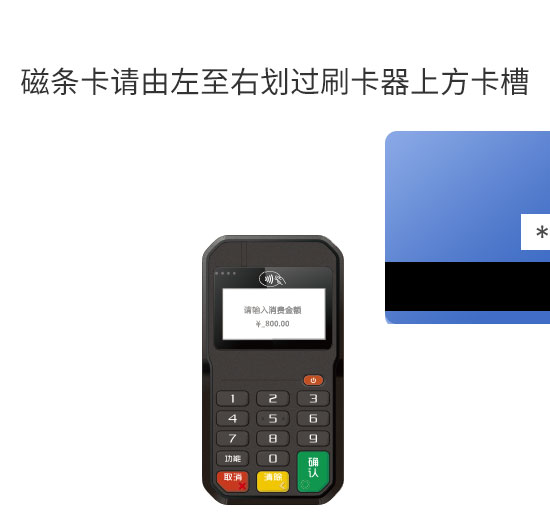 磁条卡请由左至右划过刷卡器上方卡槽
*
请输入消费金额
¥_800.00
1 2 3
4 5 6
7 8 9
功能 0 确认
取消 清除